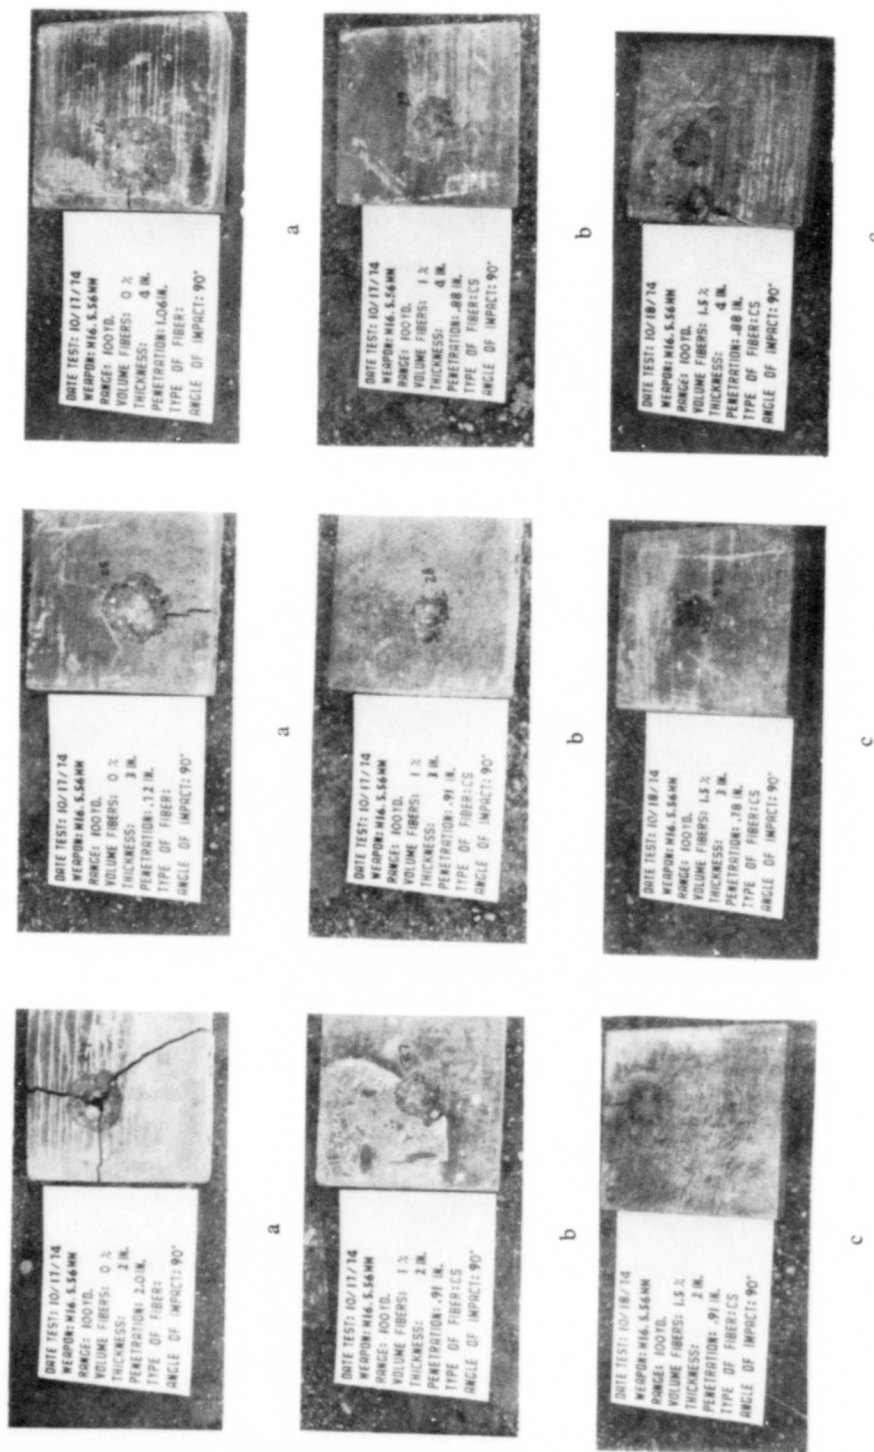 DATE TEST: 10/17/74
WEAPON: M16. 5.56MM
RANGE: 100YD.
VOLUME FIBERS: 0 %
THICKNESS: 2 IN.
PENETRATION: 2.0IN.
TYPE OF FIBER:
ANGLE OF IMPACT: 90°
a
DATE TEST: 10/17/74
WEAPON: M16. 5.56MM
RANGE: 100YD.
VOLUME FIBERS: 0 %
THICKNESS: 3 IN.
PENETRATION: .72 IN.
TYPE OF FIBER:
ANGLE OF IMPACT: 90°
25
a
DATE TEST: 10/17/74
WEAPON: M16. 5.56MM
RANGE: 100YD.
VOLUME FIBERS: 0 %
THICKNESS: 4 IN.
PENETRATION: 1.06IN.
TYPE OF FIBER:
ANGLE OF IMPACT: 90°
26
a
DATE TEST: 10/17/74
WEAPON: M16. 5.56MM
RANGE: 100YD.
VOLUME FIBERS: 1 %
THICKNESS: 2 IN.
PENETRATION: .91 IN.
TYPE OF FIBER:CS
ANGLE OF IMPACT: 90°
27
b
DATE TEST: 10/17/74
WEAPON: M16. 5.56MM
RANGE: 100YD.
VOLUME FIBERS: 1 %
THICKNESS: 3 IN.
PENETRATION: .91 IN.
TYPE OF FIBER:CS
ANGLE OF IMPACT: 90°
28
b
DATE TEST: 10/17/74
WEAPON: M16. 5.56MM
RANGE: 100YD.
VOLUME FIBERS: 1 %
THICKNESS: 4 IN.
PENETRATION: .88 IN.
TYPE OF FIBER:CS
ANGLE OF IMPACT: 90°
b
DATE TEST: 10/18/74
WEAPON: M16. 5.56MM
RANGE: 100YD.
VOLUME FIBERS: 1.5 %
THICKNESS: 2 IN.
PENETRATION: .91 IN.
TYPE OF FIBER:CS
ANGLE OF IMPACT: 90°
c
DATE TEST: 10/18/74
WEAPON: M16. 5.56MM
RANGE: 100YD.
VOLUME FIBERS: 1.5 %
THICKNESS: 3 IN.
PENETRATION: .78 IN.
TYPE OF FIBER:CS
ANGLE OF IMPACT: 90°
c
DATE TEST: 10/18/74
WEAPON: M16. 5.56MM
RANGE: 100YD.
VOLUME FIBERS: 1.5 %
THICKNESS: 4 IN.
PENETRATION: .88 IN.
TYPE OF FIBER:CS
ANGLE OF IMPACT: 90°